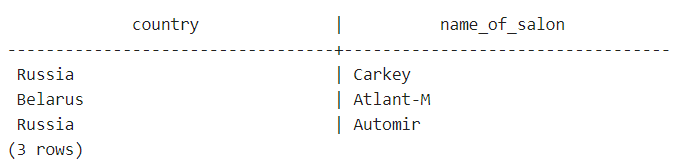 country | name_of_salon
---------------------------------+---------------------------------
Russia | Carkey
Belarus | Atlant-M
Russia | Automir
(3 rows)